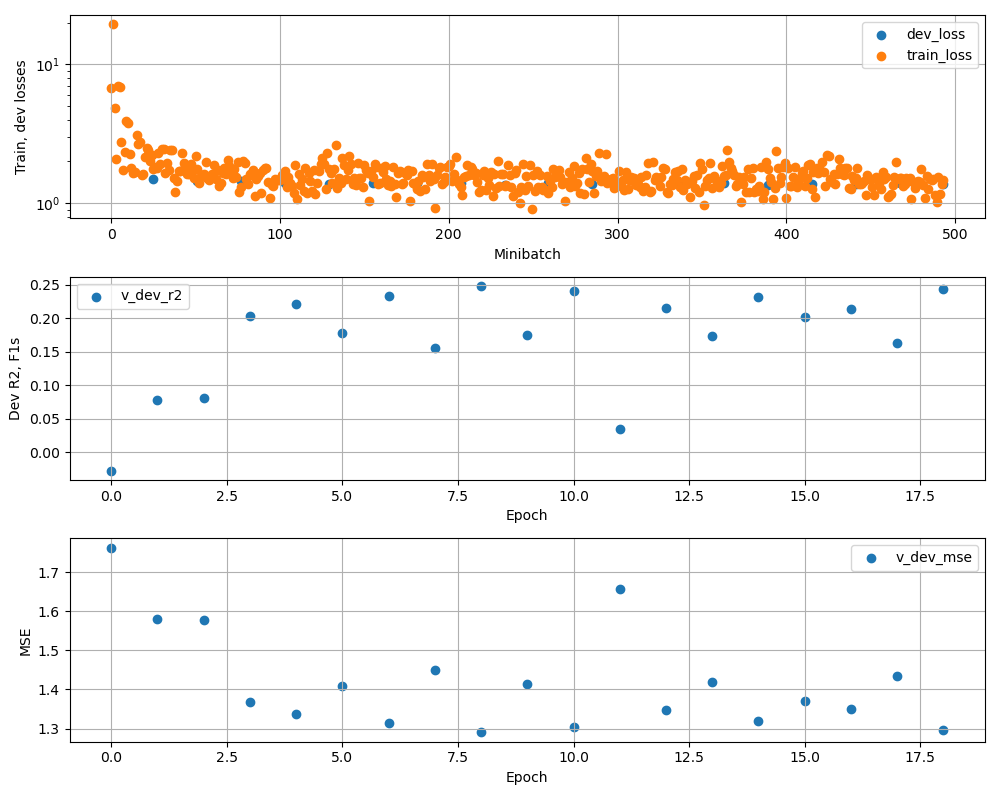 Train, dev losses
10¹
10⁰
dev_loss
train_loss
0 100 200 300 400 500
Minibatch
Dev R2, F1s
0.25
0.20
0.15
0.10
0.05
0.00
v_dev_r2
0.0 2.5 5.0 7.5 10.0 12.5 15.0 17.5
Epoch
MSE
1.7
1.6
1.5
1.4
1.3
v_dev_mse
0.0 2.5 5.0 7.5 10.0 12.5 15.0 17.5
Epoch